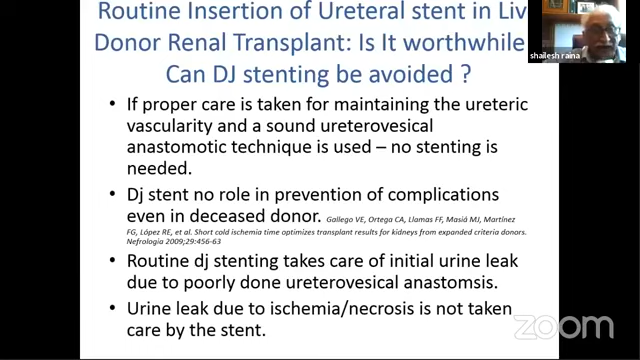 Routine Insertion of Ureteral stent in Liv
Donor Renal Transplant: Is It worthwhile
Can DJ stenting be avoided ?
shailesh raina
• If proper care is taken for maintaining the ureteric
vascularity and a sound ureterovesical
anastomotic technique is used – no stenting is
needed.
• Dj stent no role in prevention of complications
even in deceased donor. Gallego VE, Ortega CA, Llamas FF, Masiá MJ, Martínez
FG, López RE, et al. Short cold ischemia time optimizes transplant results for kidneys from expanded criteria donors.
Nefrologia 2009;29:456-63
• Routine dj stenting takes care of initial urine leak
due to poorly done ureterovesical anastomsis.
• Urine leak due to ischemia/necrosis is not taken
care by the stent.
zoom